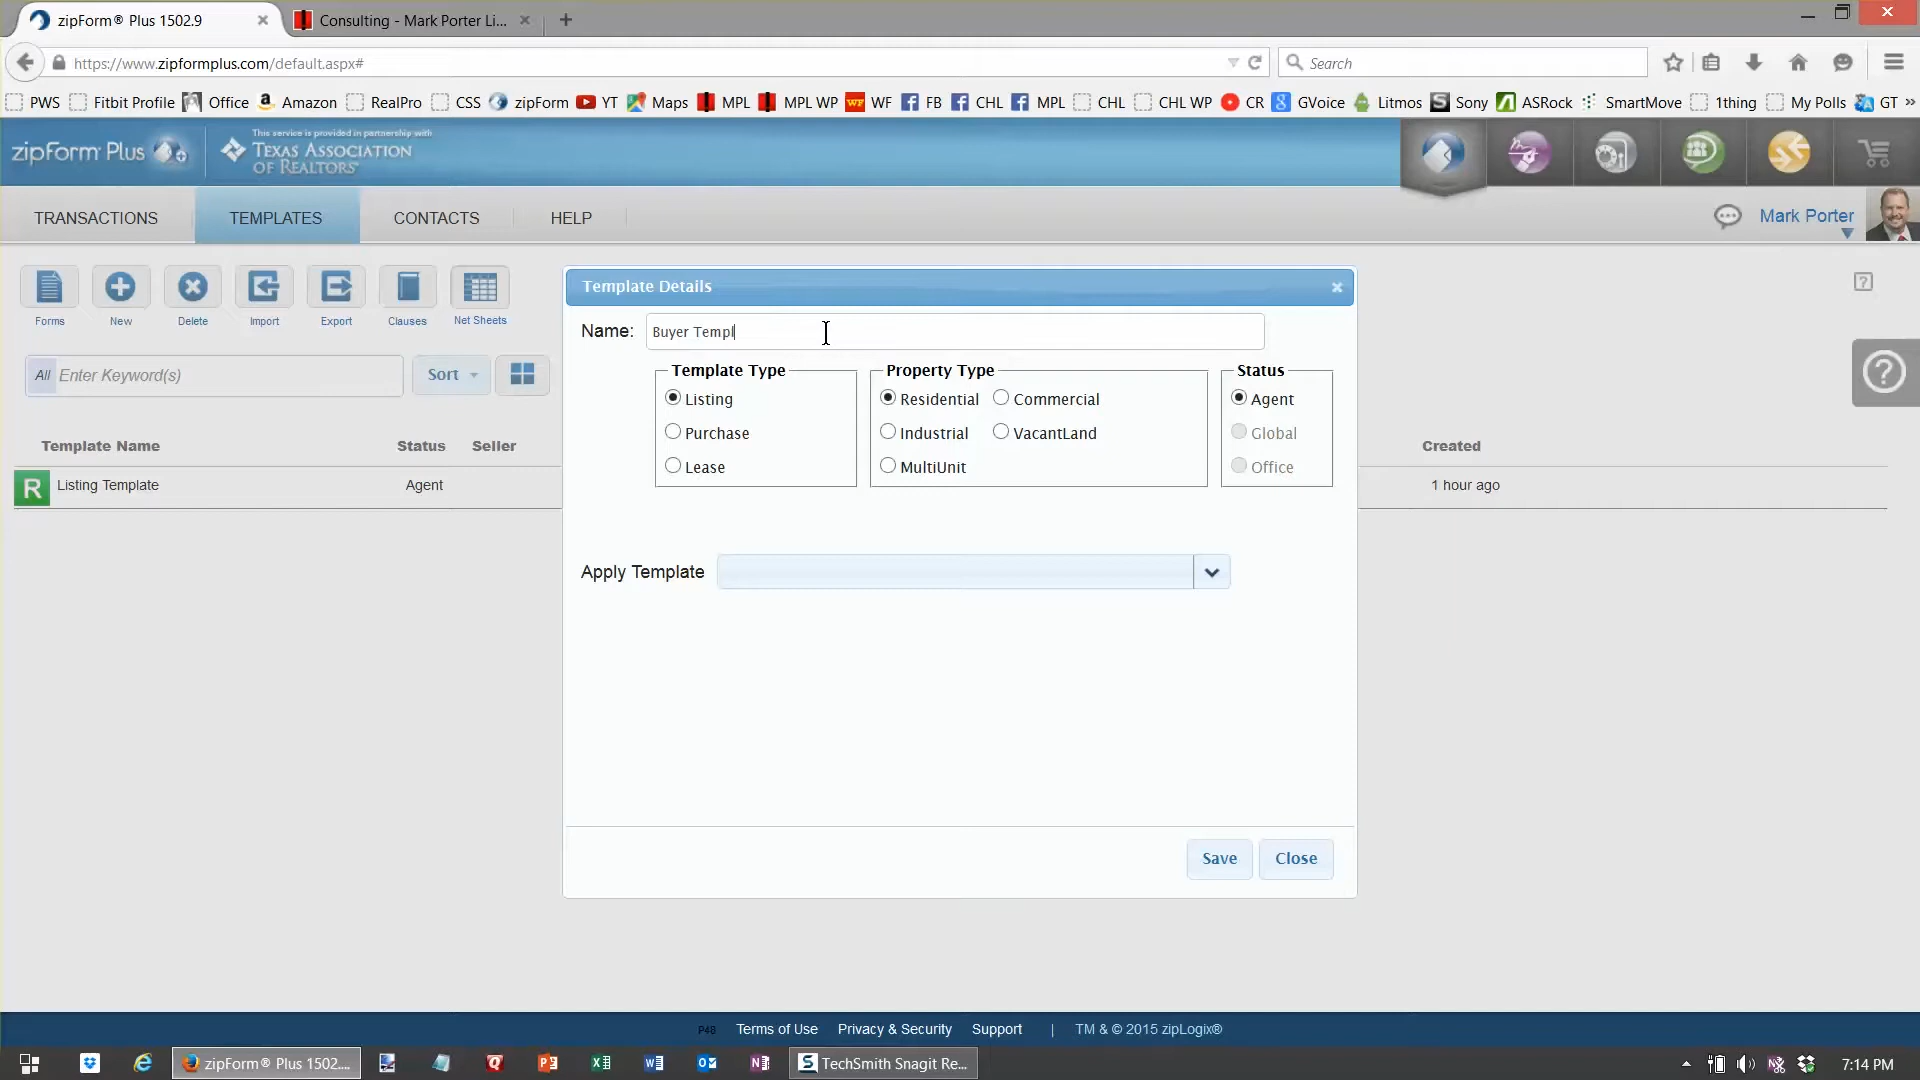 zipForm® Plus 1502.9
Consulting - Mark Porter Li...
https://www.zipformplus.com/default.aspx#
Search
PWS Fitbit Profile Office Amazon RealPro CSS zipForm YT Maps MPL MPL WP WF FB CHL MPL CHL CHL WP CR GVoice Litmos Sony ASRock SmartMove 1thing My Polls GT »
zipForm Plus
This service is provided in partnership with
TEXAS ASSOCIATION
OF REALTORS®
TRANSACTIONS TEMPLATES CONTACTS HELP
Mark Porter
Forms New Delete Import Export Clauses Net Sheets
All Enter Keyword(s)
Sort
Template Name Status Seller Created
R Listing Template Agent 1 hour ago
Template Details
Name: Buyer Templ
Template Type Property Type Status
Listing Residential Commercial Agent
Purchase Industrial VacantLand Global
Lease MultiUnit Office
Apply Template
Save Close
P48 Terms of Use Privacy & Security Support | TM & © 2015 zipLogix®
zipForm® Plus 1502.... TechSmith Snagit Re... 7:14 PM